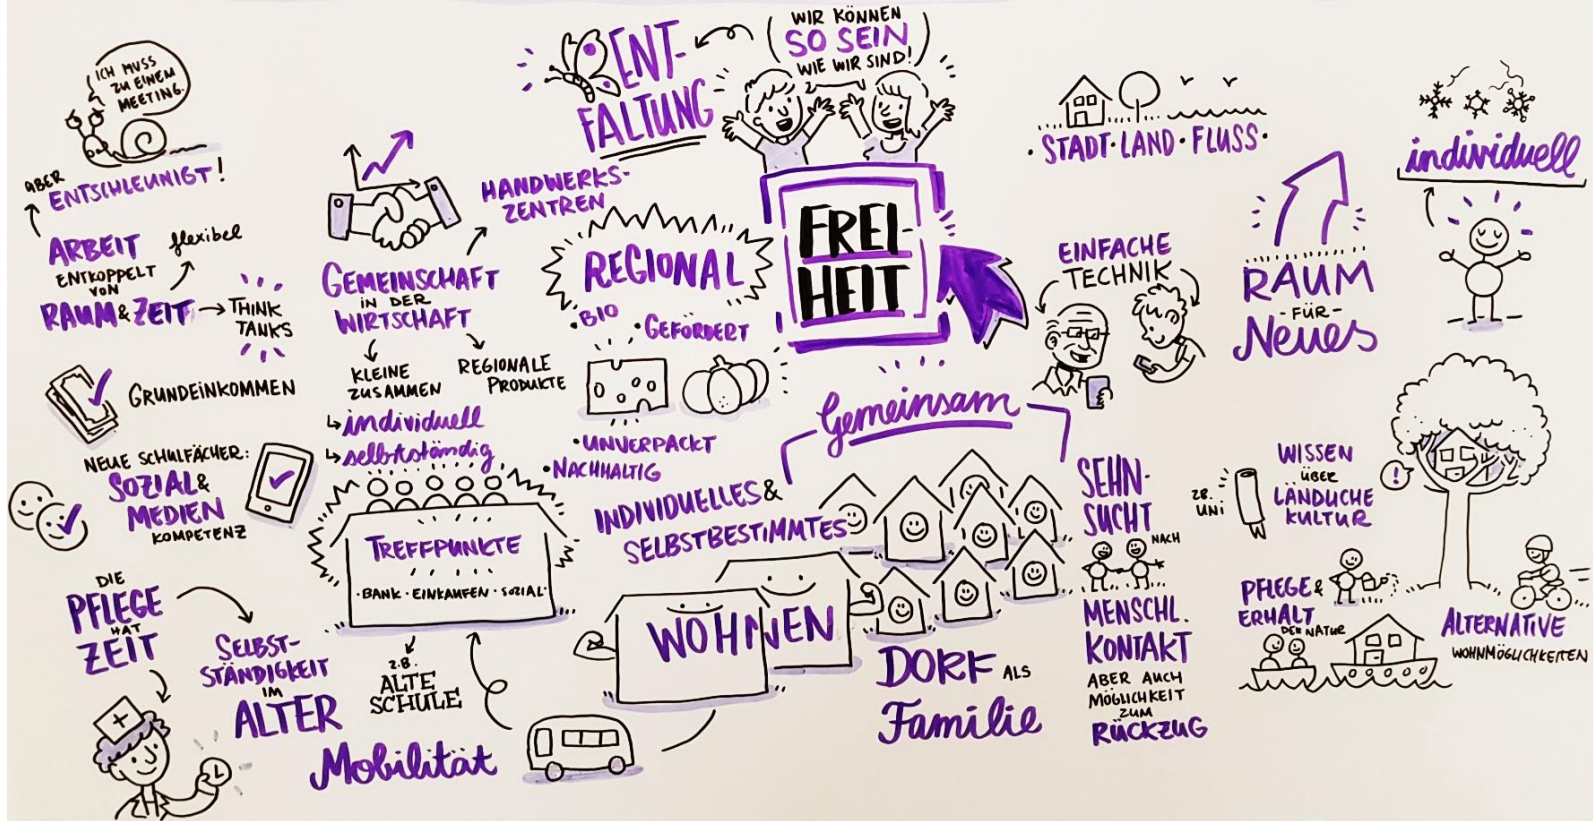 ICH MUSS
ZU EINEM
MEETING.
ABER
ENTSCHLEUNIGT!
ARBEIT
flexibel
ENTKOPPELT
VON
RAUM & ZEIT
THINK
TANKS
GRUNDEINKOMMEN
NEUE SCHULFÄCHER:
SOZIAL &
MEDIEN
KOMPETENZ
DIE
PFLEGE
HAT
ZEIT
SELBST-
STÄNDIGKEIT
IM
ALTER
GEMEINSCHAFT
IN DER
WIRTSCHAFT
HANDWERKS-
ZENTREN
KLEINE
ZUSAMMEN
REGIONALE
PRODUKTE
individuell
selbstständig
TREFFPUNKTE
BANK · EINKAUFEN · SOZIAL
Z.B.
ALTE
SCHULE
Mobilität
ENT-
FALTUNG
WIR KÖNNEN
SO SEIN
WIE WIR SIND!
FREI-
HEIT
REGIONAL
· BIO
· GEFÖRDERT
· UNVERPACKT
· NACHHALTIG
Gemeinsam
INDIVIDUELLES &
SELBSTBESTIMMTES
WOHNEN
DORF ALS
Familie
SEHN-
SUCHT
NACH
MENSCHL.
KONTAKT
ABER AUCH
MÖGLICHKEIT
ZUM
RÜCKZUG
· STADT · LAND · FLUSS ·
EINFACHE
TECHNIK
RAUM
- FÜR -
Neues
individuell
WISSEN
ÜBER
LÄNDLICHE
KULTUR
ZB.
UNI
!
PFLEGE &
ERHALT
DER NATUR
ALTERNATIVE
WOHNMÖGLICHKEITEN